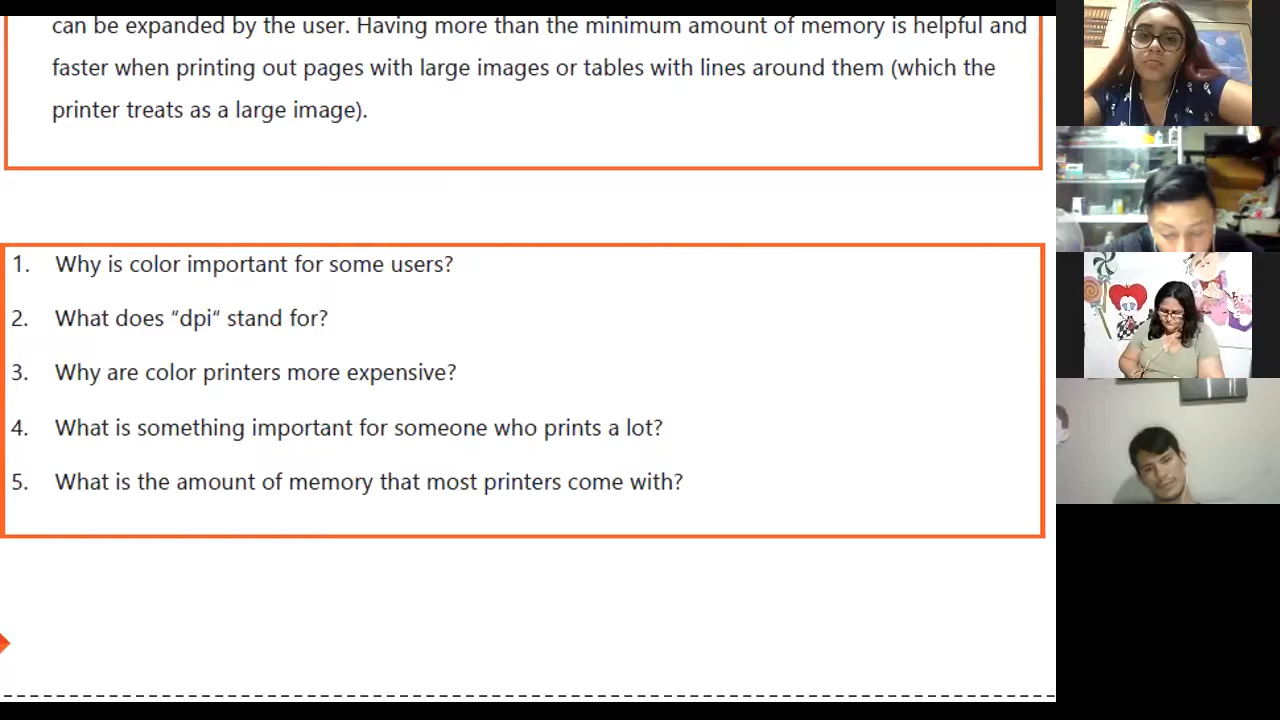 can be expanded by the user. Having more than the minimum amount of memory is helpful and
faster when printing out pages with large images or tables with lines around them (which the
printer treats as a large image).
1. Why is color important for some users?
2. What does “dpi“ stand for?
3. Why are color printers more expensive?
4. What is something important for someone who prints a lot?
5. What is the amount of memory that most printers come with?